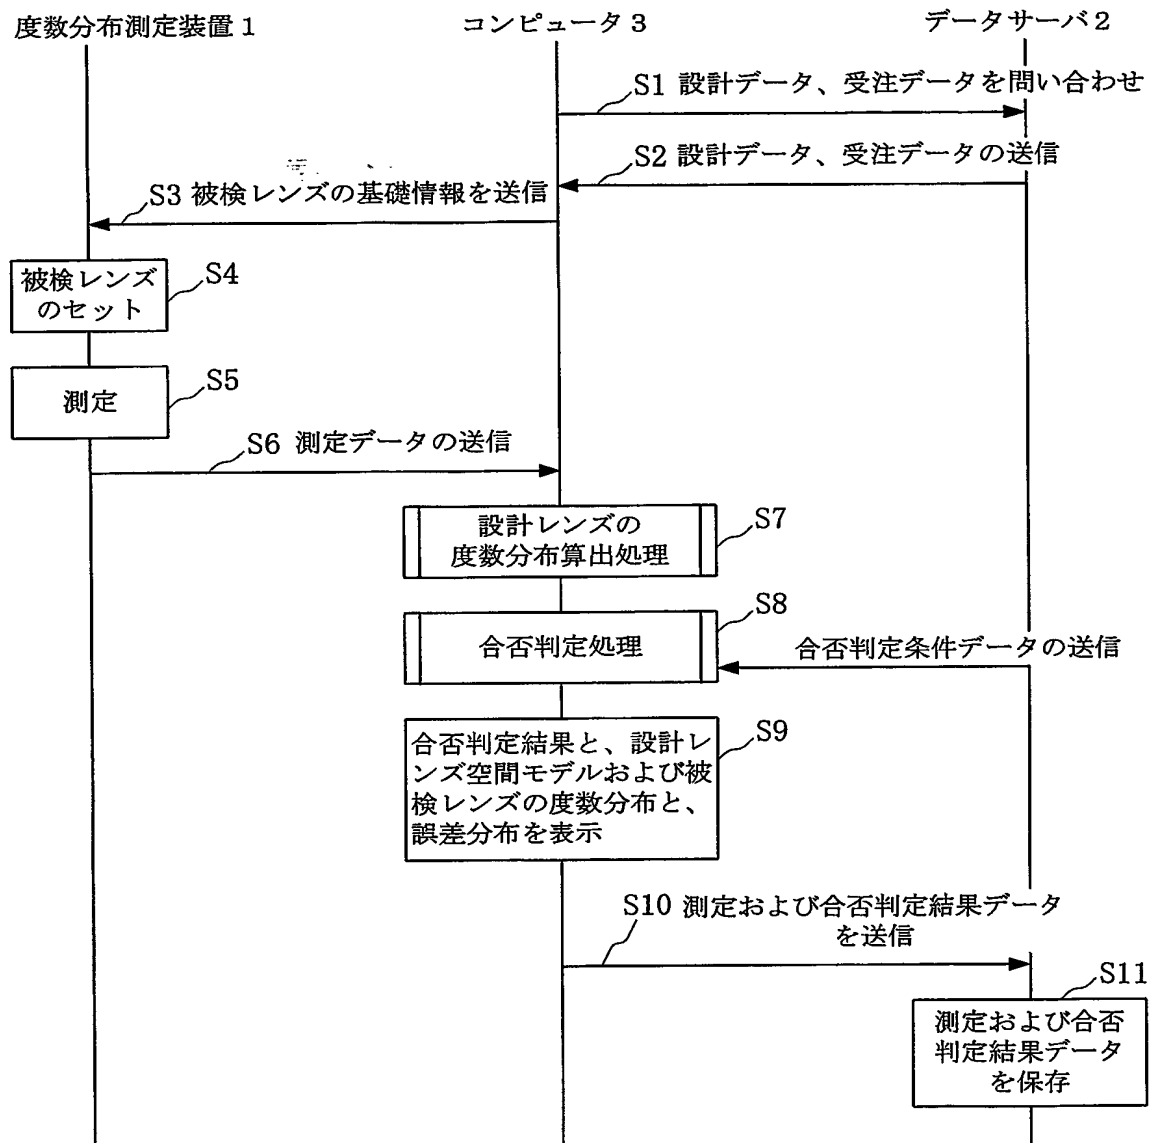 度数分布測定装置1
コンピュータ3
データサーバ2
S1 設計データ、受注データを問い合わせ
S2 設計データ、受注データの送信
S3 被検レンズの基礎情報を送信
被検レンズ
のセット
S4
測定
S5
S6 測定データの送信
設計レンズの
度数分布算出処理
S7
合否判定処理
S8
合否判定条件データの送信
合否判定結果と、設計レ
ンズ空間モデルおよび被
検レンズの度数分布と、
誤差分布を表示
S9
S10 測定および合否判定結果データ
を送信
S11
測定および合否
判定結果データ
を保存